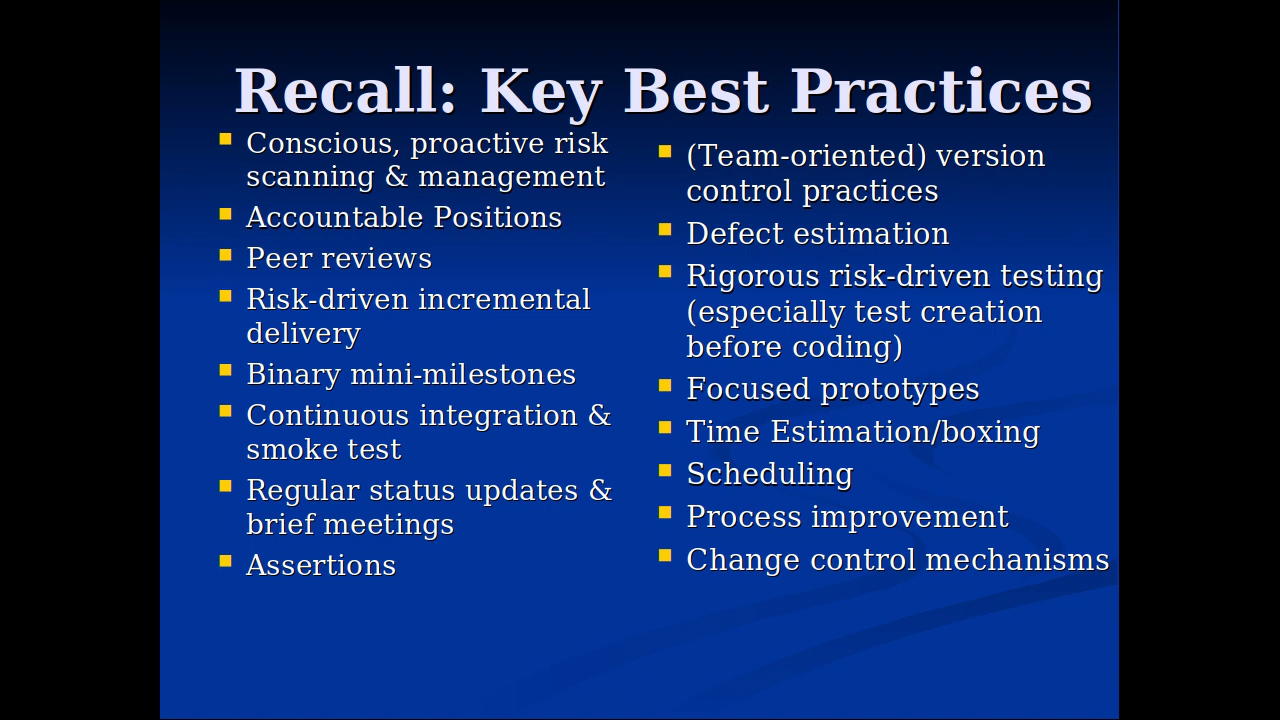 Recall: Key Best Practices
Conscious, proactive risk
scanning & management
Accountable Positions
Peer reviews
Risk-driven incremental
delivery
Binary mini-milestones
Continuous integration &
smoke test
Regular status updates &
brief meetings
Assertions
(Team-oriented) version
control practices
Defect estimation
Rigorous risk-driven testing
(especially test creation
before coding)
Focused prototypes
Time Estimation/boxing
Scheduling
Process improvement
Change control mechanisms